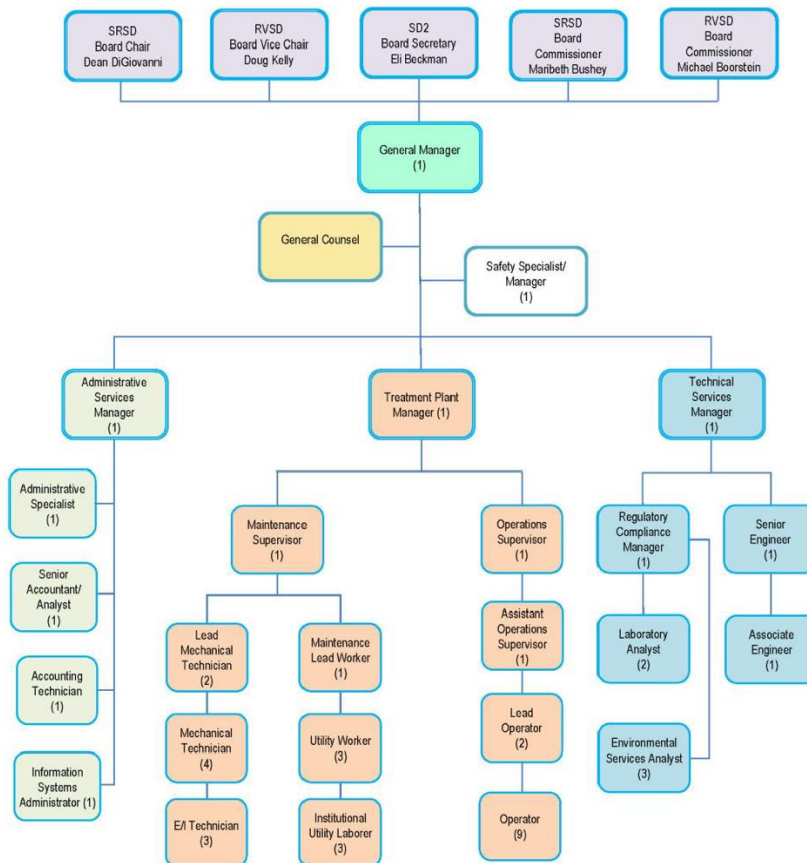 SRSD
Board Chair
Dean DiGiovanni
RVSD
Board Vice Chair
Doug Kelly
SD2
Board Secretary
Eli Beckman
SRSD
Board
Commissioner
Maribeth Bushey
RVSD
Board
Commissioner
Michael Boorstein
General Manager
(1)
General Counsel
Safety Specialist/
Manager
(1)
Administrative
Services
Manager
(1)
Treatment Plant
Manager (1)
Technical
Services
Manager
(1)
Administrative
Specialist
(1)
Senior
Accountant/
Analyst
(1)
Accounting
Technician
(1)
Information
Systems
Administrator (1)
Maintenance
Supervisor
(1)
Lead
Mechanical
Technician
(2)
Mechanical
Technician
(4)
E/I Technician
(3)
Maintenance
Lead Worker
(1)
Utility Worker
(3)
Institutional
Utility Laborer
(3)
Operations
Supervisor
(1)
Assistant
Operations
Supervisor
(1)
Lead
Operator
(2)
Operator
(9)
Regulatory
Compliance
Manager
(1)
Laboratory
Analyst
(2)
Environmental
Services Analyst
(3)
Senior
Engineer
(1)
Associate
Engineer
(1)